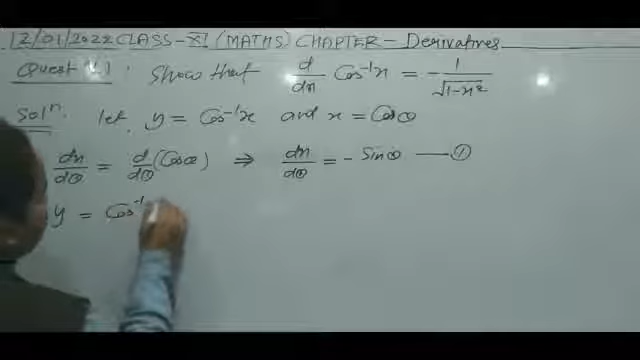 12/01/2022 CLASS-XI (MATHS) CHAPTER - Derivatives
Quest (1): Show that d/dx Cos⁻¹x = - 1/√1-x²
Solⁿ. let y = Cos⁻¹x and x = Cosθ
dx/dθ = d/dθ (Cosθ) ⇒ dx/dθ = - Sinθ —— ①
y = Cos⁻¹